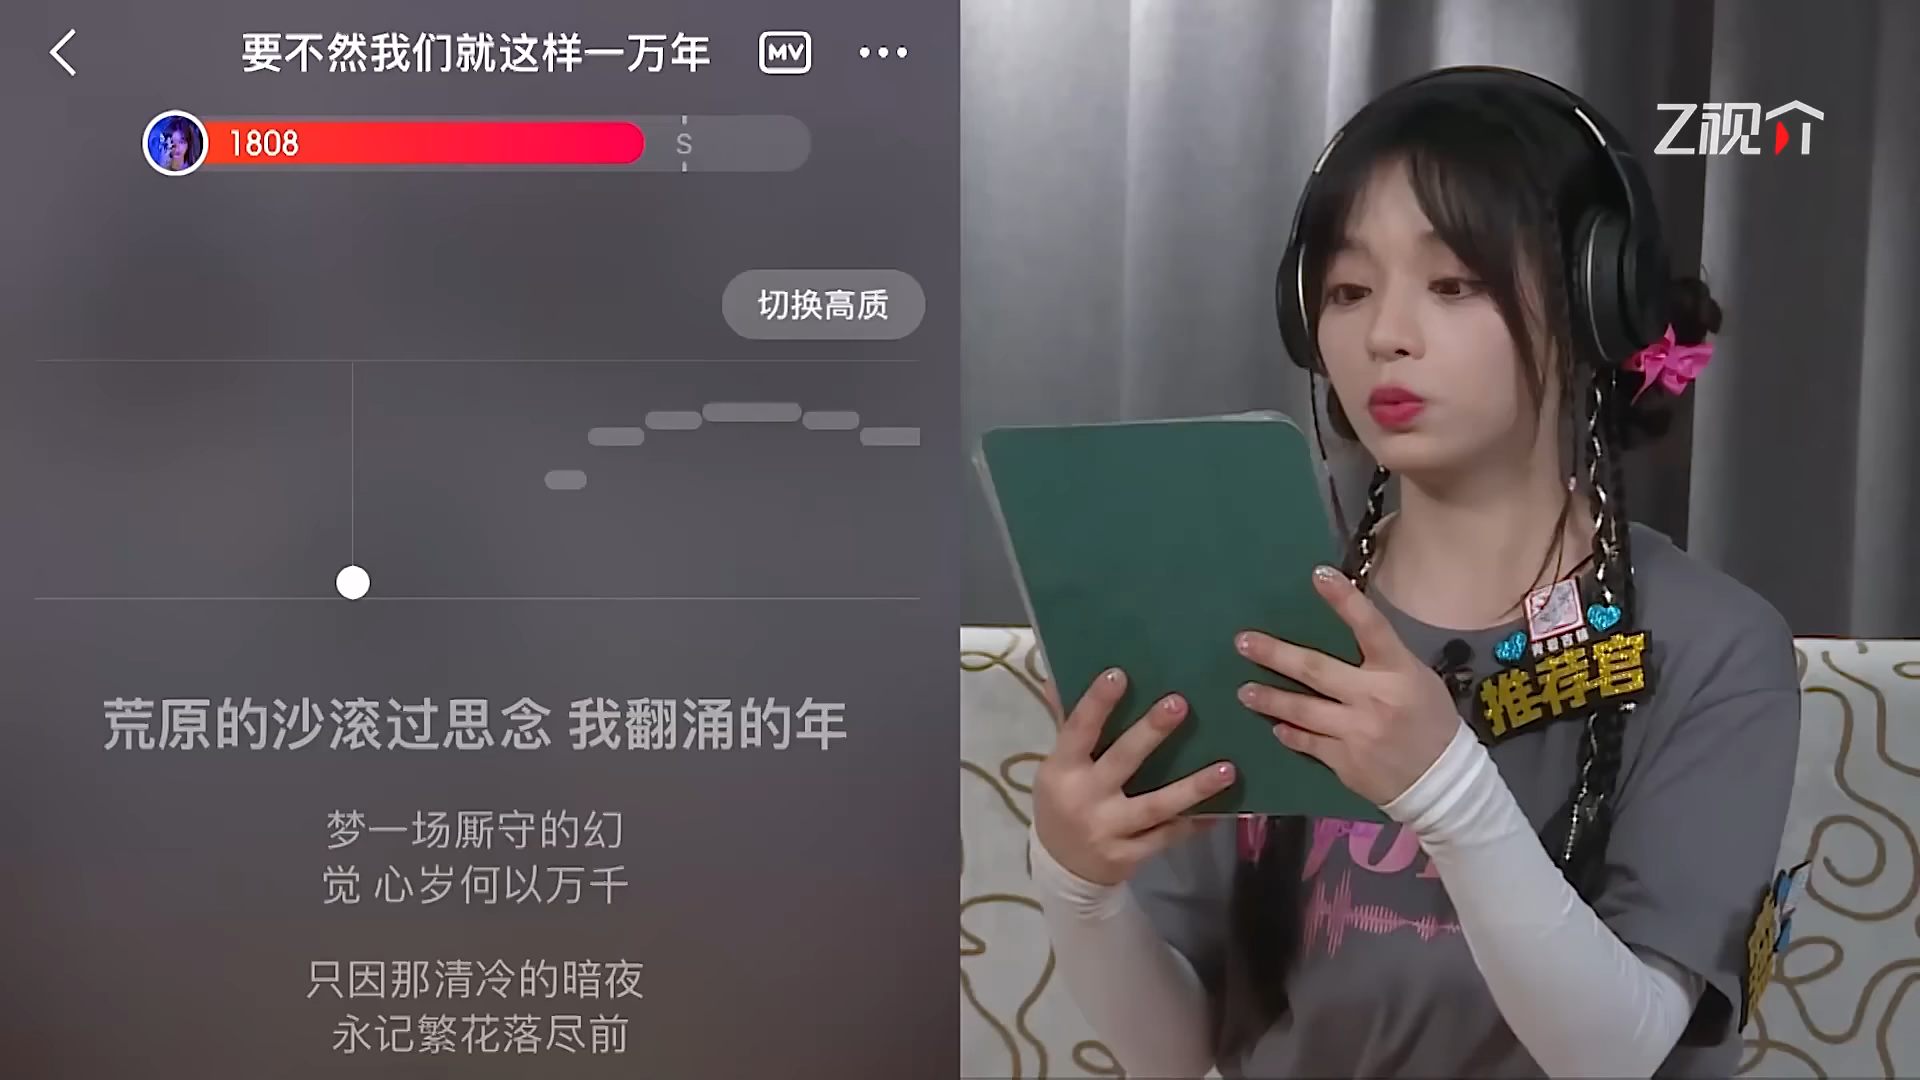 要不然我们就这样一万年
MV
1808
S
切换高质
荒原的沙滚过思念 我翻涌的年
梦一场厮守的幻
觉 心岁何以万千
只因那清冷的暗夜
永记繁花落尽前
Z视介
推荐官